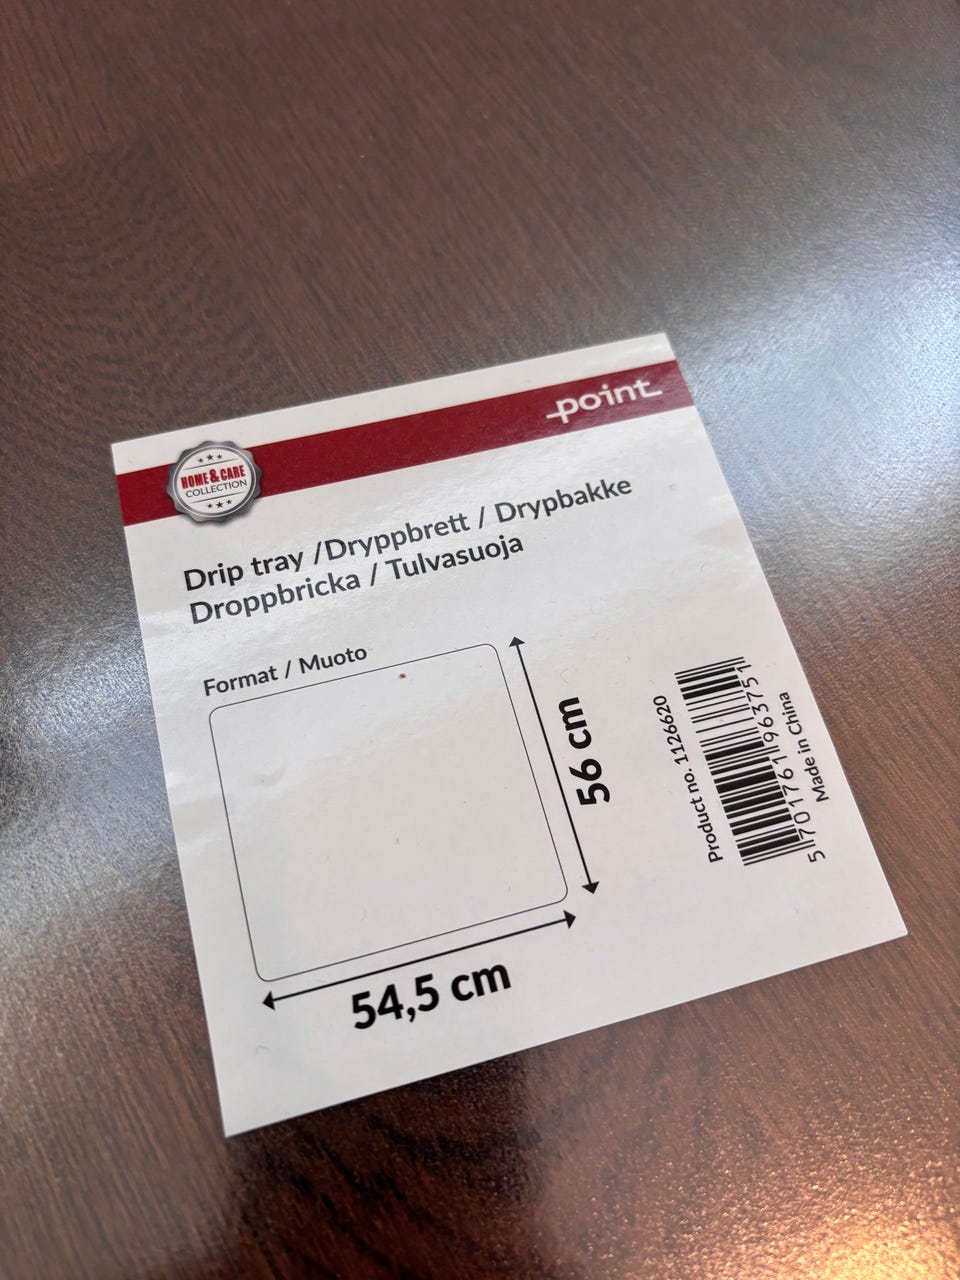 point
HOME & CARE
COLLECTION
Drip tray /Dryppbrett / Drypbakke
Droppbricka / Tulvasuoja
Format / Muoto
56 cm
54,5 cm
Product no. 1126620
5 701761 963751
Made in China